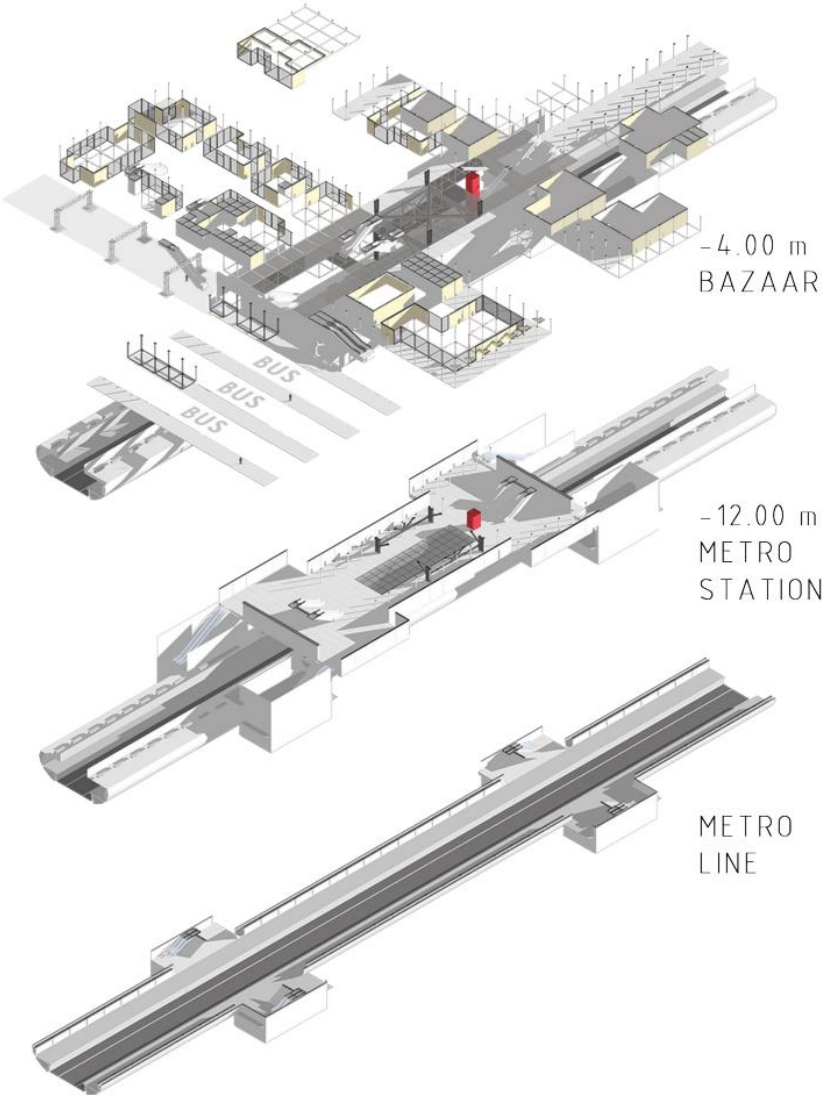 -4.00 m
BAZAAR
BUS
BUS
BUS
-12.00 m
METRO
STATION
METRO
LINE